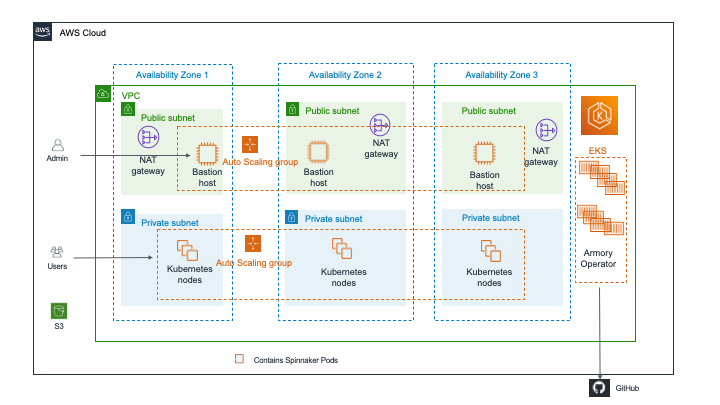 aws
AWS Cloud
Availability Zone 1
Availability Zone 2
Availability Zone 3
VPC
Public subnet
Public subnet
Public subnet
Admin
NAT
gateway
Bastion
host
Auto Scaling group
Bastion
host
NAT
gateway
Bastion
host
NAT
gateway
EKS
Private subnet
Private subnet
Private subnet
Users
Kubernetes
nodes
Auto Scaling group
Kubernetes
nodes
Kubernetes
nodes
Armory
Operator
S3
Contains Spinnaker Pods
GitHub